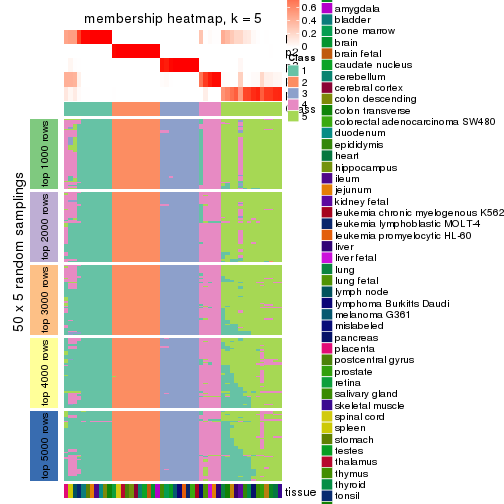 membership heatmap, k = 5
0.6
0.4
0.2
0
Class
1
2
3
4
5
50 x 5 random samplings
top 1000 rows
top 2000 rows
top 3000 rows
top 4000 rows
top 5000 rows
tissue
amygdala
bladder
bone marrow
brain
brain fetal
caudate nucleus
cerebellum
cerebral cortex
colon descending
colon transverse
colorectal adenocarcinoma SW480
duodenum
epididymis
heart
hippocampus
ileum
jejunum
kidney fetal
leukemia chronic myelogenous K562
leukemia lymphoblastic MOLT-4
leukemia promyelocytic HL-60
liver
liver fetal
lung
lung fetal
lymph node
lymphoma Burkitts Daudi
melanoma G361
mislabeled
pancreas
placenta
postcentral gyrus
prostate
retina
salivary gland
skeletal muscle
spinal cord
spleen
stomach
testes
thalamus
thymus
thyroid
tonsil